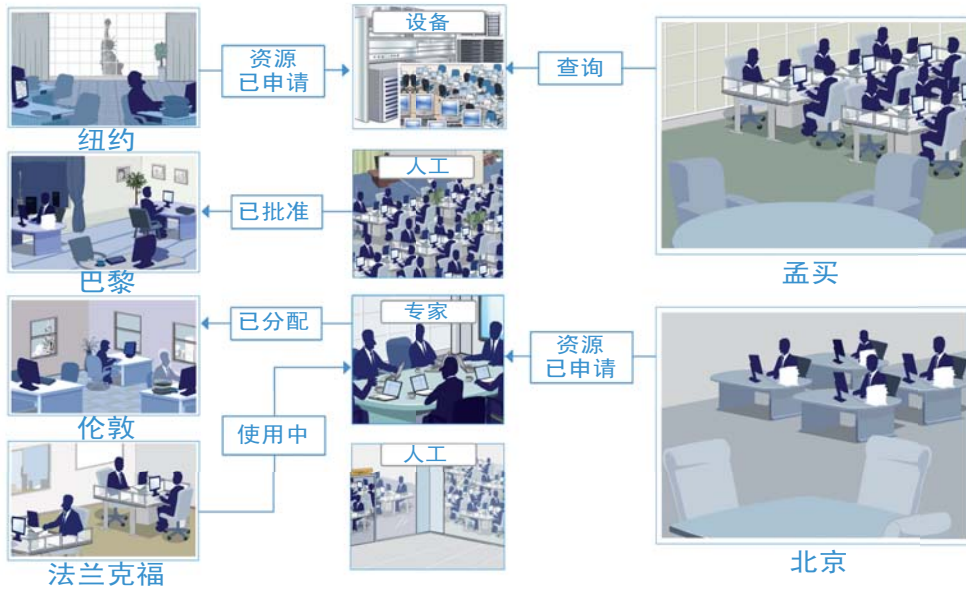 设备
资源
已申请
查询
纽约
人工
已批准
巴黎
孟买
专家
已分配
资源
已申请
伦敦
使用中
人工
法兰克福
北京